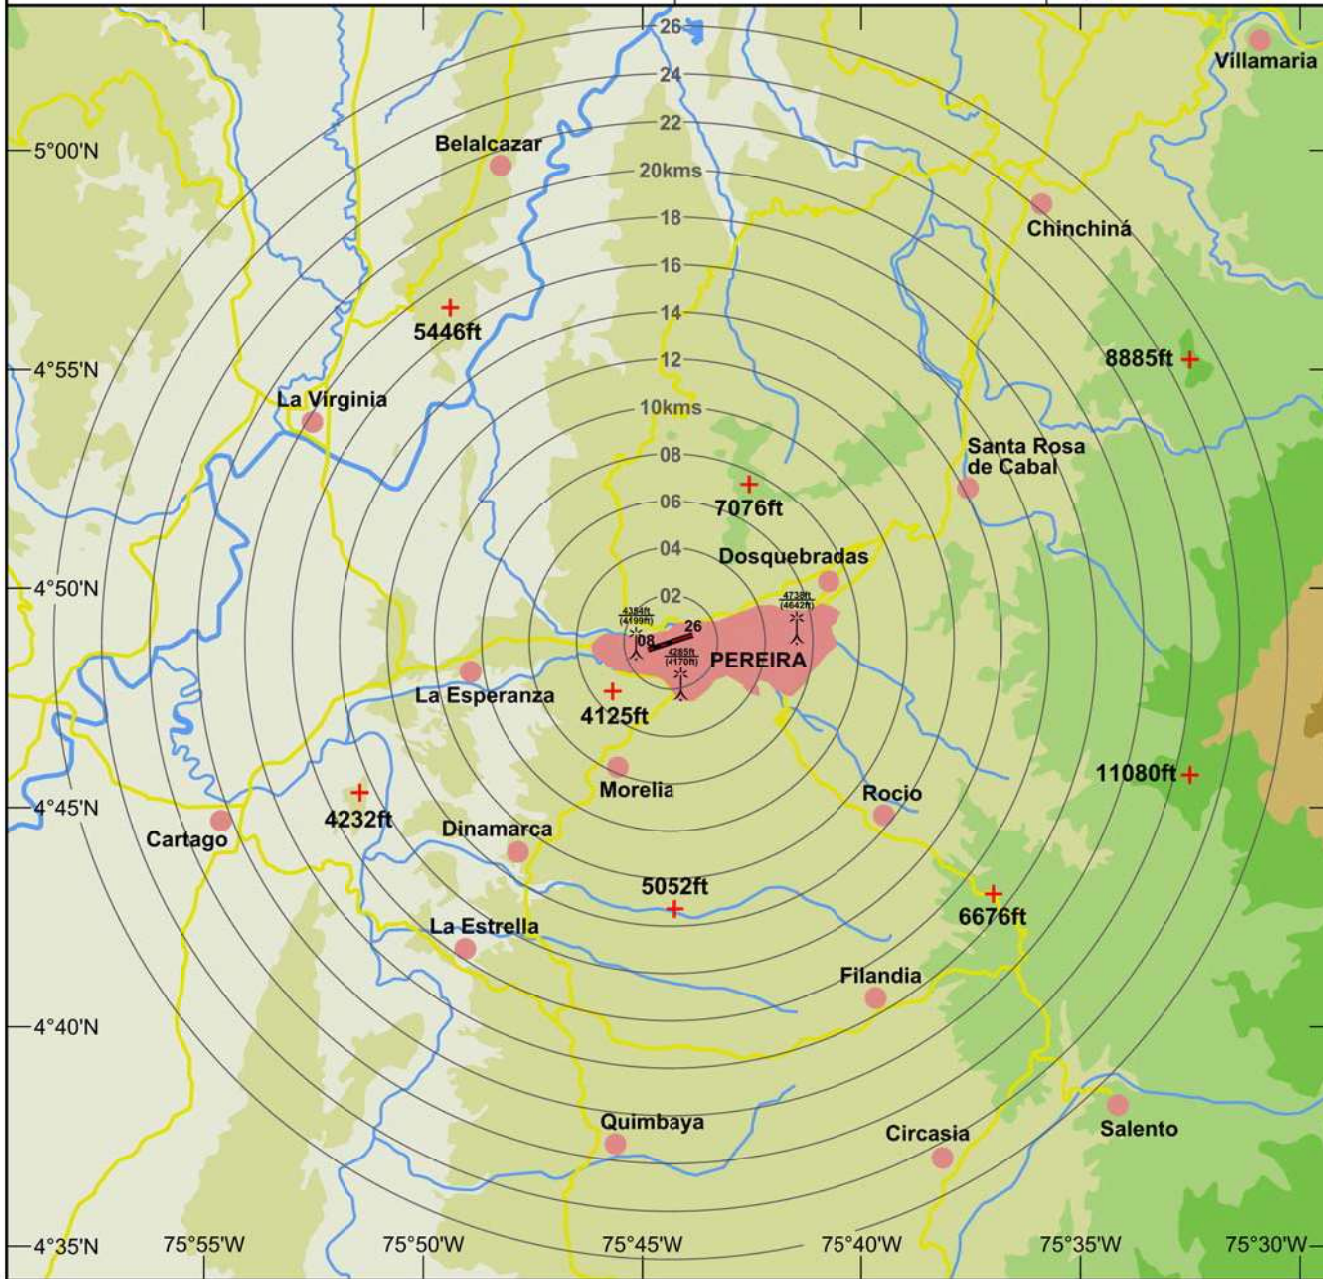 26
24
Villamaria
22
Belalcazar
5°00'N
20kms
18
Chinchiná
16
14
5446ft
12
8885ft
4°55'N
La Virginia
10kms
Santa Rosa
de Cabal
08
7076ft
06
04
Dosquebradas
4°50'N
02
4738ft
(4642ft)
4384ft
(4199ft)
26
08
4285ft
(4170ft)
PEREIRA
La Esperanza
4125ft
11080ft
Morelia
Rocio
4°45'N
4232ft
Dinamarca
Cartago
5052ft
6676ft
La Estrella
Filandia
4°40'N
Quimbaya
Circasia
Salento
4°35'N
75°55'W
75°50'W
75°45'W
75°40'W
75°35'W
75°30'W